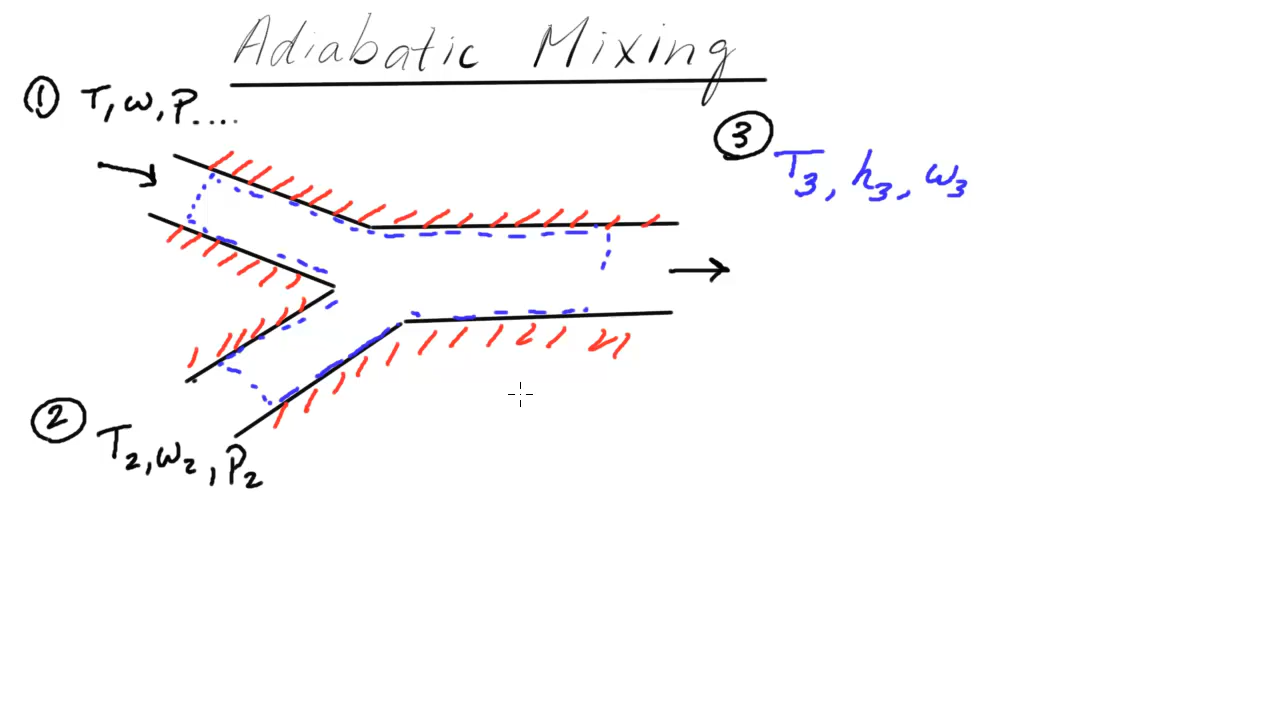 Adiabatic Mixing
① T, ω, P....
③
T₃, h₃, ω₃
②
T₂, ω₂, P₂